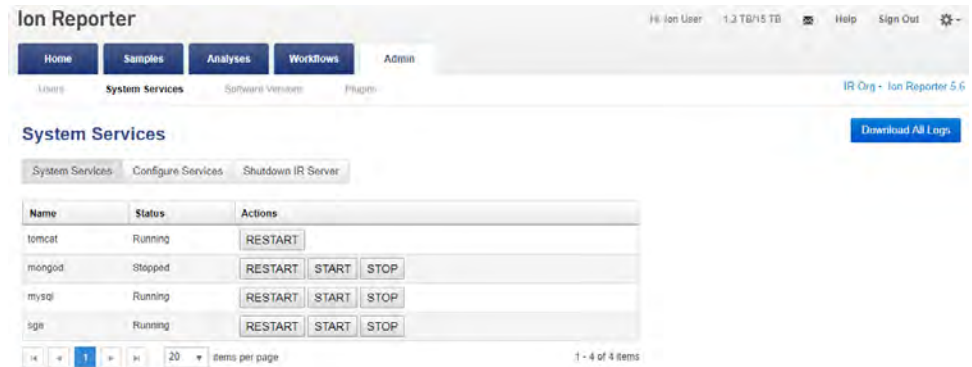 Ion Reporter
Hi Ion User 1.3 TB/15 TB Help Sign Out
Home Samples Analyses Workflows Admin
Users System Services Software Versions Plugins
IR Org - Ion Reporter 5.6
System Services
Download All Logs
System Services Configure Services Shutdown IR Server
Name Status Actions
tomcat Running RESTART
mongod Stopped RESTART START STOP
mysql Running RESTART START STOP
sge Running RESTART START STOP
1 20 items per page 1 - 4 of 4 items